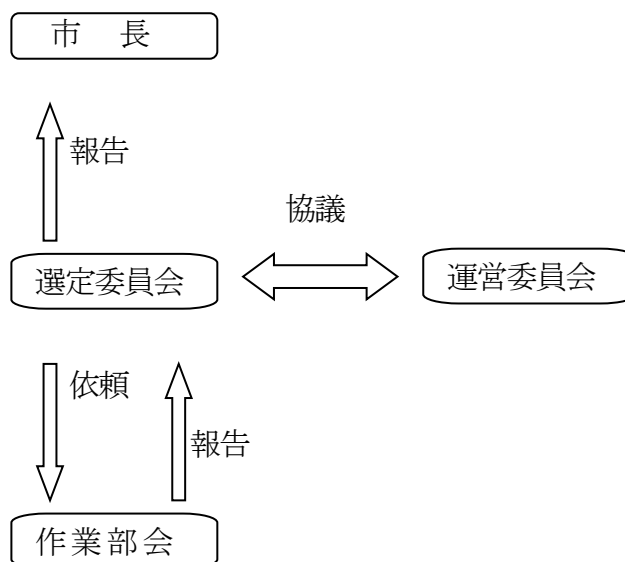 市　長
報告
協議
選定委員会
運営委員会
依頼
報告
作業部会